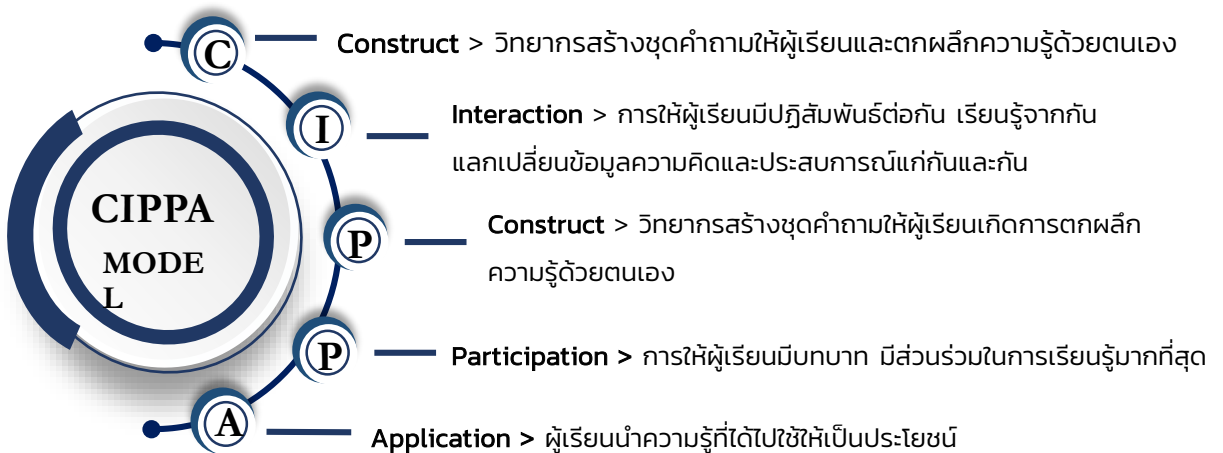 C
Construct > วิทยากรสร้างชุดคำถามให้ผู้เรียนและตกผลึกความรู้ด้วยตนเอง
I
Interaction > การให้ผู้เรียนมีปฏิสัมพันธ์ต่อกัน เรียนรู้จากกัน
แลกเปลี่ยนข้อมูลความคิดและประสบการณ์แก่กันและกัน
CIPPA
MODE
L
P
Construct > วิทยากรสร้างชุดคำถามให้ผู้เรียนเกิดการตกผลึก
ความรู้ด้วยตนเอง
P
Participation > การให้ผู้เรียนมีบทบาท มีส่วนร่วมในการเรียนรู้มากที่สุด
A
Application > ผู้เรียนนำความรู้ที่ได้ไปใช้ให้เป็นประโยชน์